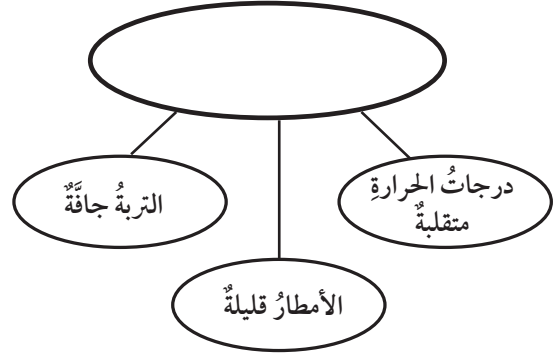 درجاتُ الحرارةِ
متقلبةٌ
الأمطارُ قليلةٌ
التربةُ جافَّةٌ